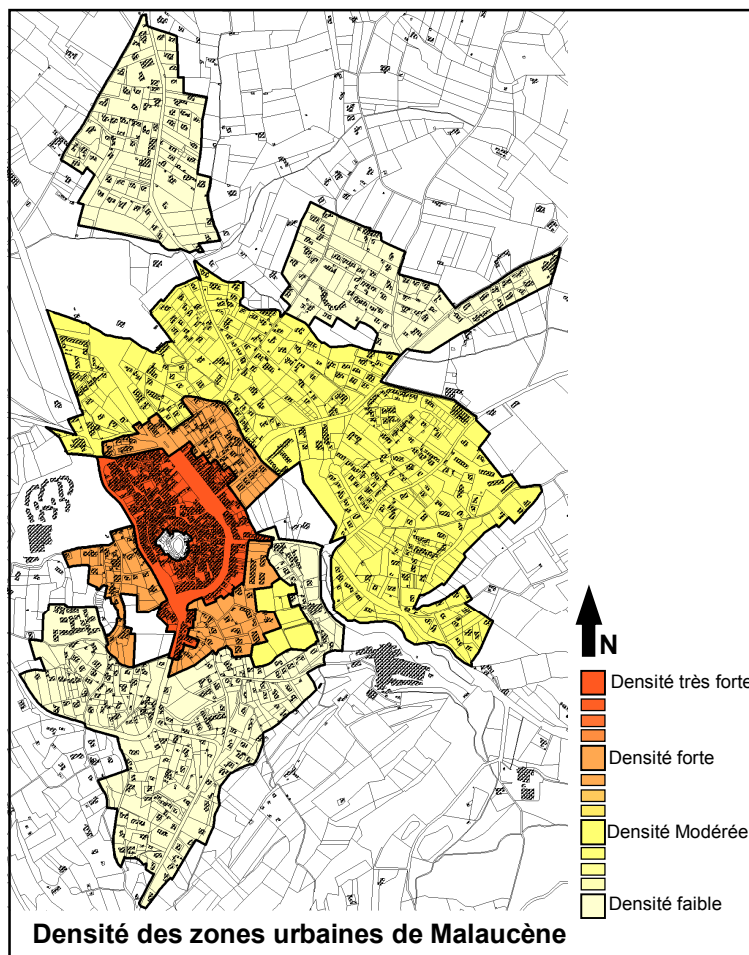 N
Densité très forte
Densité forte
Densité Modérée
Densité faible
Densité des zones urbaines de Malaucène